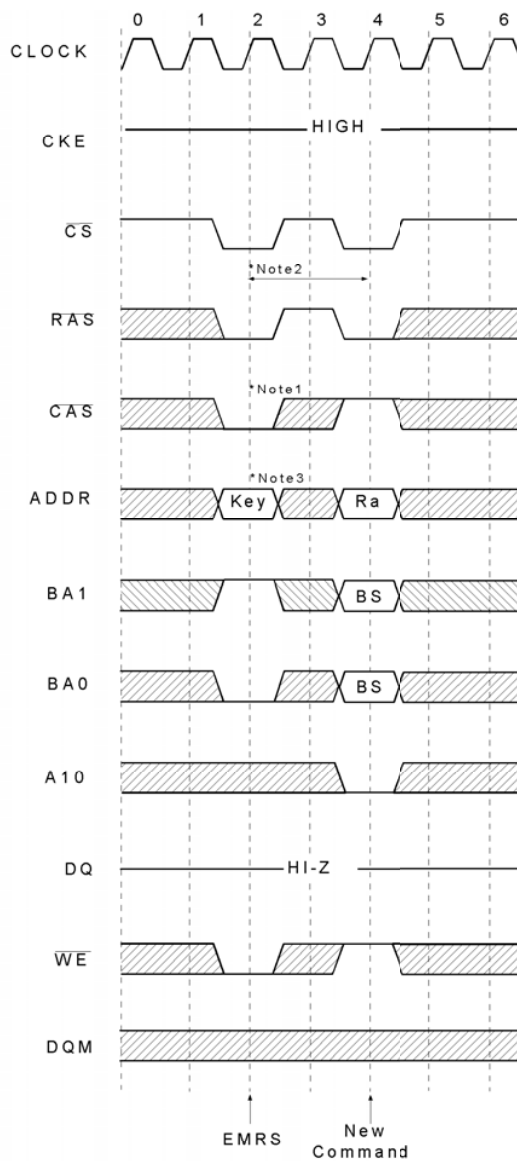 0 1 2 3 4 5 6
CLOCK
HIGH
CKE
CS
*Note2
RAS
*Note1
CAS
*Note3
ADDR Key Ra
BA1 BS
BA0 BS
A10
DQ HI-Z
WE
DQM
EMRS New
Command